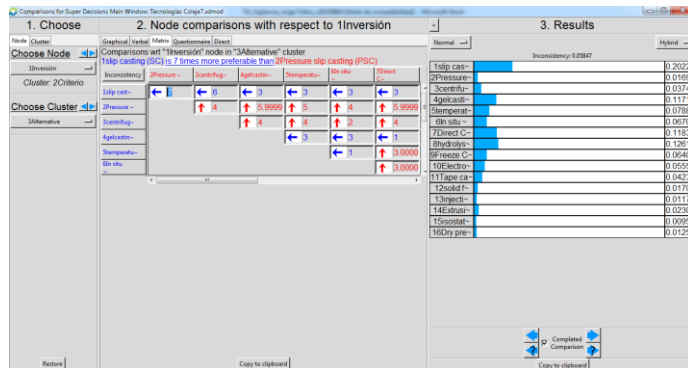 Comparisons for Super Decisions Main Window: Tecnologias ColajeT.sdmod
1. Choose
2. Node comparisons with respect to 1Inversión
3. Results
Node Cluster
Graphical Verbal Matrix Questionnaire Direct
Normal
Hybrid
Choose Node
1Inversión
Cluster: 2Criterio
Choose Cluster
3Alternative
Comparisons wrt "1Inversión" node in "3Alternative" cluster
1slip casting (SC) is 7 times more preferable than 2Pressure slip casting (PSC)
Inconsistency 2Pressure ~ 3centrifug~ 4gelcastin~ 5temperatu~ 6In situ ~ 7Direct C~
1slip cast~ ← 7 ← 6 ← 3 ← 3 ← 3 ← 3
2Pressure ~ ↑ 4 ↑ 5.9999 ↑ 5 ↑ 4 ↑ 5.9999
3centrifug~ ↑ 4 ↑ 4 ↑ 2 ↑ 4
4gelcastin~ ← 3 ← 3 ← 1
5temperatu~ ← 1 ↑ 3.0000
6In situ ~ ↑ 3.0000
Inconsistency: 0.05847
1slip cas~ 0.2022
2Pressure~ 0.0169
3centrifu~ 0.0374
4gelcasti~ 0.1171
5temperat~ 0.0788
6In situ ~ 0.0670
7Direct C~ 0.1183
8hydrolys~ 0.1261
9Freeze C~ 0.0640
10Electro~ 0.0555
11Tape ca~ 0.0423
12solid f~ 0.0170
13injecti~ 0.0117
14Extrusi~ 0.0236
15isostat~ 0.0095
16Dry pre~ 0.0125
Completed
Comparison
Restore
Copy to clipboard
Copy to clipboard